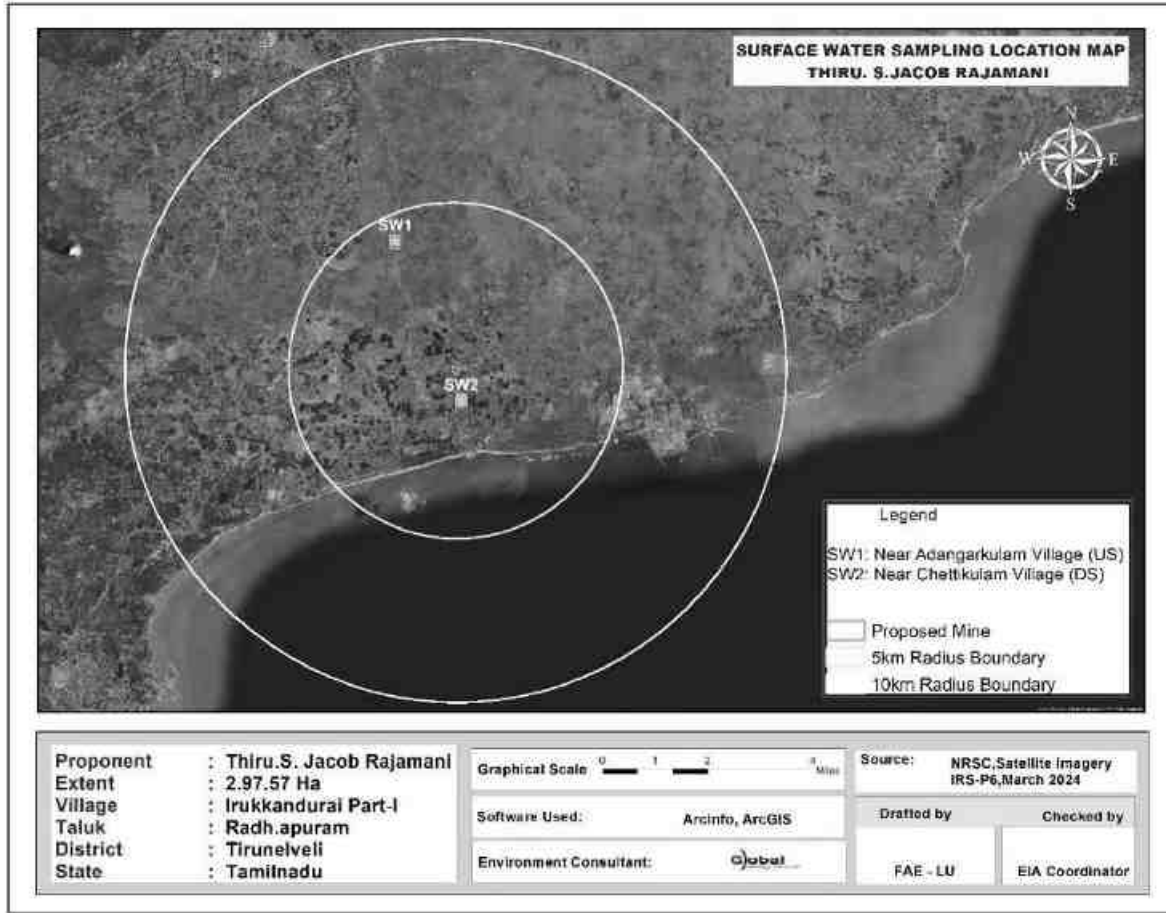 SURFACE WATER SAMPLING LOCATION MAP
THIRU. S.JACOB RAJAMANI
N
W E
S
SW1
SW2
Legend
SW1: Near Adangarkulam Village (US)
SW2: Near Chettikulam Village (DS)
Proposed Mine
5km Radius Boundary
10km Radius Boundary
Proponent : Thiru.S. Jacob Rajamani
Extent : 2.97.57 Ha
Village : Irukkandurai Part-I
Taluk : Radh.apuram
District : Tirunelveli
State : Tamilnadu
Graphical Scale 0 1 2 4 Miles
Software Used: Arcinfo, ArcGIS
Environment Consultant: Global
Source: NRSC,Satellite Imagery
IRS-P6,March 2024
Drafted by Checked by
FAE - LU EIA Coordinator